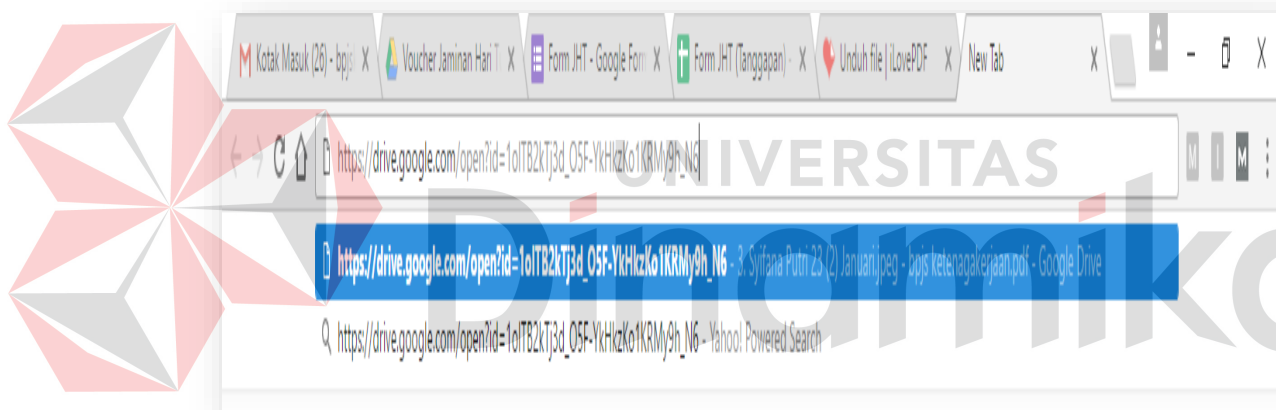 Kotak Masuk (26) - bpjs
Voucher Jaminan Hari T
Form JHT - Google Form
Form JHT (Tanggapan) -
Unduh file | iLovePDF
New Tab
https://drive.google.com/open?id=1olTB2kTj3d_O5F-YkHkzKo1KRMy9h_N6
M I M
UNIVERSITAS
https://drive.google.com/open?id=1olTB2kTj3d_O5F-YkHkzKo1KRMy9h_N6 - 3. Syifana Putri 23 (2) Januari.jpeg - bpjs ketenagakerjaan.pdf - Google Drive
Dinamika
https://drive.google.com/open?id=1olTB2kTj3d_O5F-YkHkzKo1KRMy9h_N6 - Yahoo! Powered Search